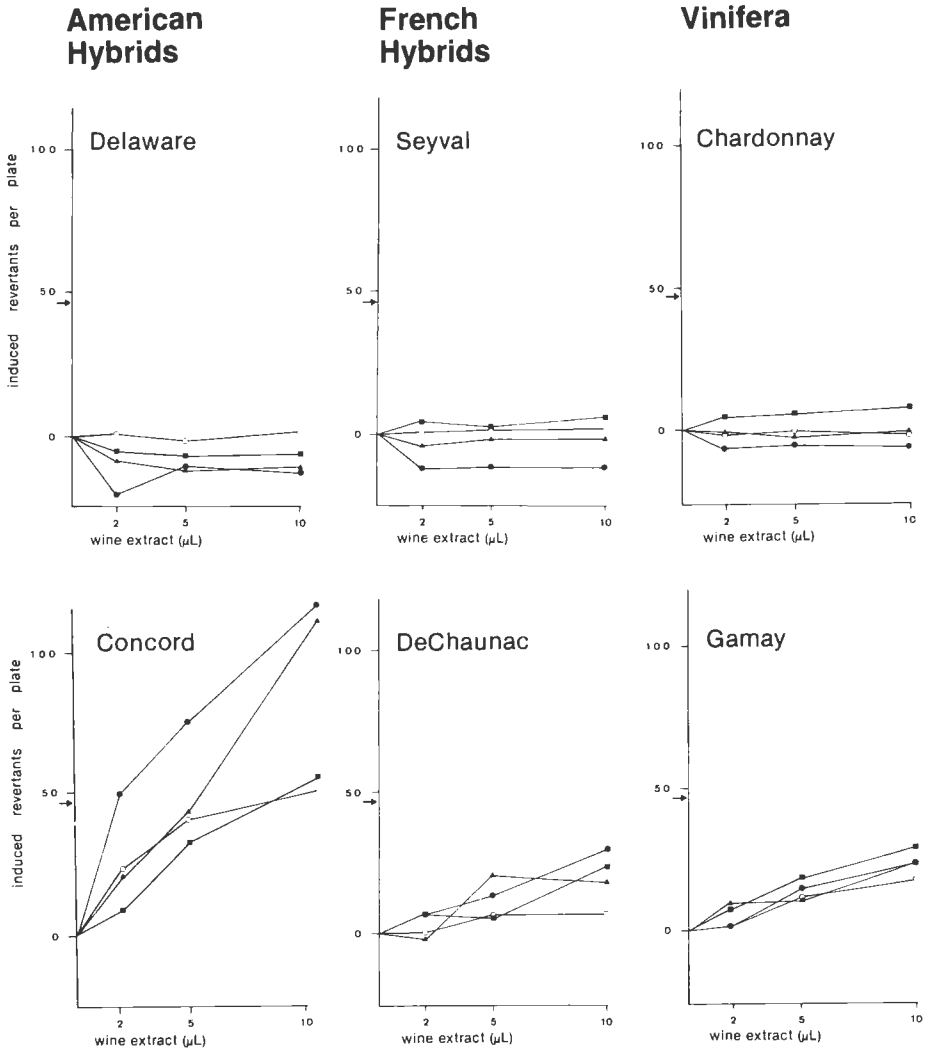 American
Hybrids
French
Hybrids
Vinifera
Delaware
100
50
0
induced revertants per plate
2 5 10
wine extract (µL)
Seyval
100
50
0
2 5 10
wine extract (µL)
Chardonnay
100
50
0
2 5 10
wine extract (µL)
Concord
100
50
0
induced revertants per plate
2 5 10
wine extract (µL)
DeChaunac
100
50
0
2 5 10
wine extract (µL)
Gamay
100
50
0
2 5 10
wine extract (µL)